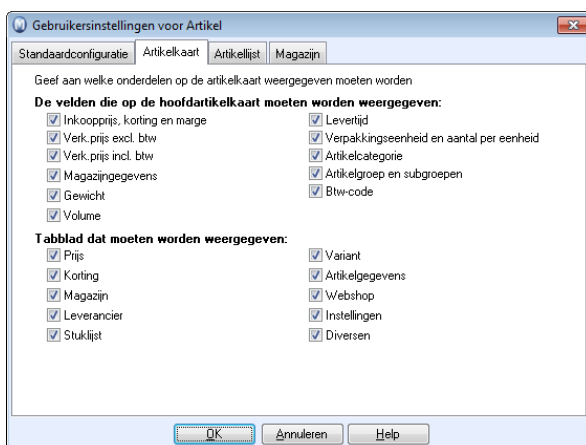 Gebruikersinstellingen voor Artikel
Standaardconfiguratie Artikelkaart Artikellijst Magazijn
Geef aan welke onderdelen op de artikelkaart weergegeven moeten worden
De velden die op de hoofdartikelkaart moeten worden weergegeven:
Inkoopprijs, korting en marge Levertijd
Verk.prijs excl. btw Verpakkingseenheid en aantal per eenheid
Verk.prijs incl. btw Artikelcategorie
Magazijngegevens Artikelgroep en subgroepen
Gewicht Btw-code
Volume
Tabblad dat moeten worden weergegeven:
Prijs Variant
Korting Artikelgegevens
Magazijn Webshop
Leverancier Instellingen
Stuklijst Diversen
OK Annuleren Help